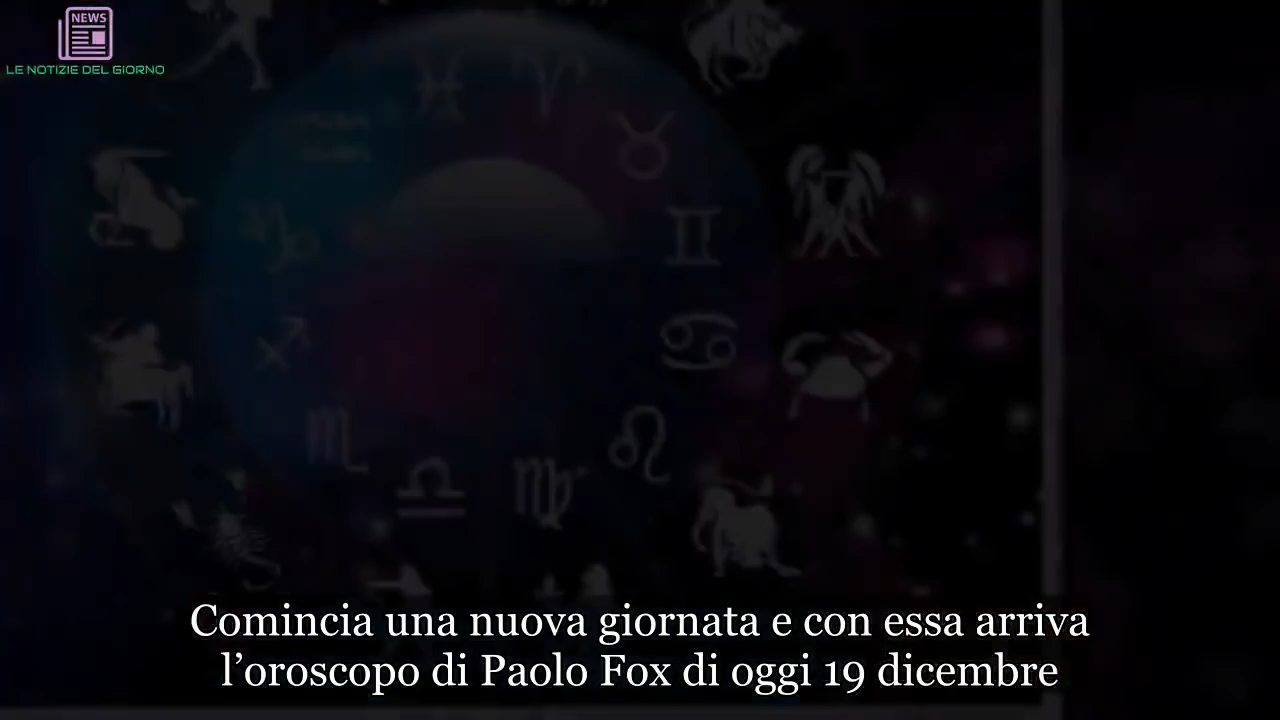 NEWS
LE NOTIZIE DEL GIORNO
Comincia una nuova giornata e con essa arriva
l’oroscopo di Paolo Fox di oggi 19 dicembre